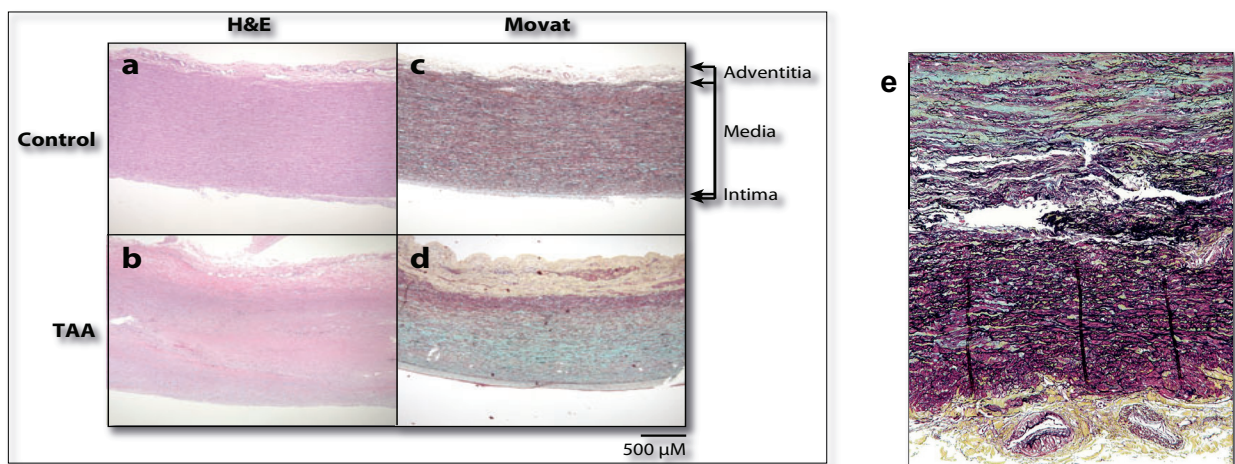 H&E
Movat
a
c
Adventitia
Control
Media
Intima
b
d
TAA
500 µM
e